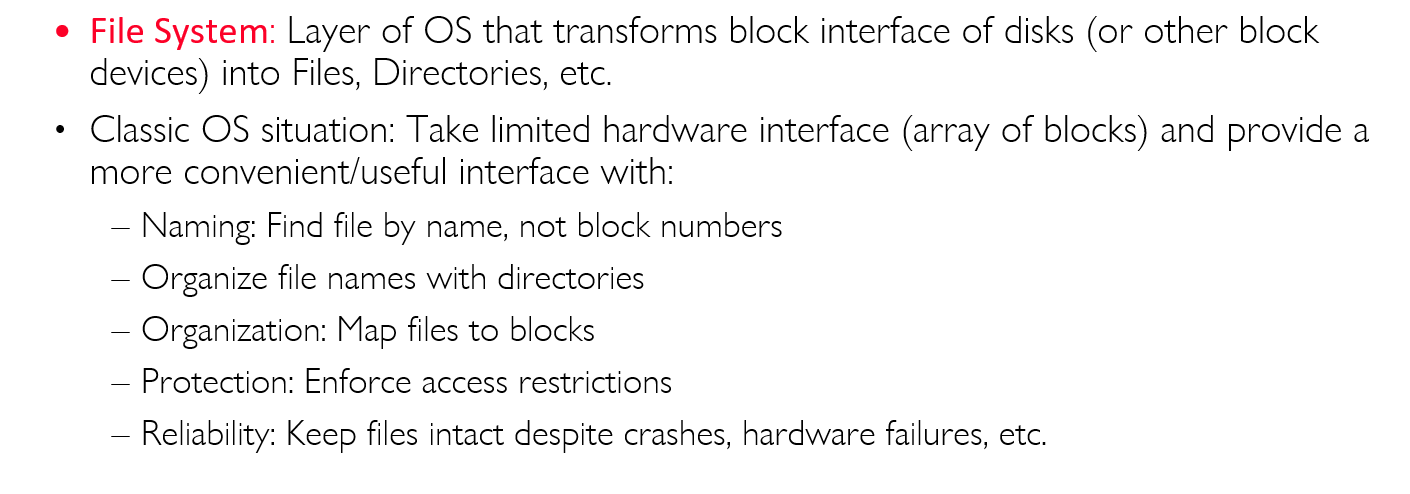 • File System: Layer of OS that transforms block interface of disks (or other block
devices) into Files, Directories, etc.
• Classic OS situation: Take limited hardware interface (array of blocks) and provide a
more convenient/useful interface with:
– Naming: Find file by name, not block numbers
– Organize file names with directories
– Organization: Map files to blocks
– Protection: Enforce access restrictions
– Reliability: Keep files intact despite crashes, hardware failures, etc.